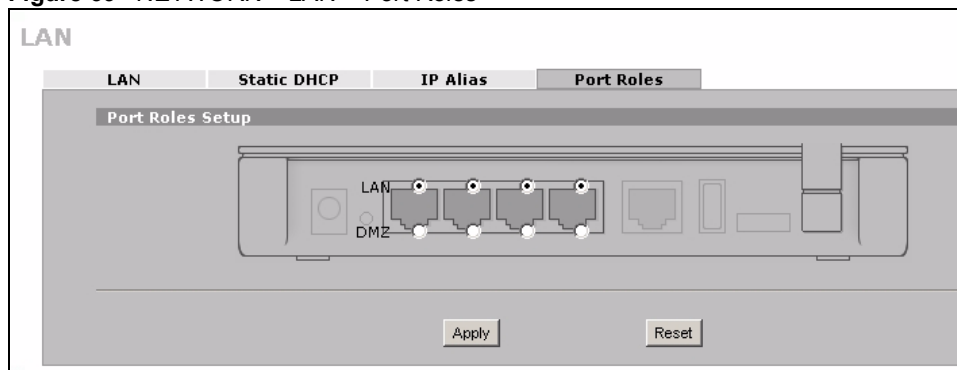 LAN
LAN Static DHCP IP Alias Port Roles
Port Roles Setup
LAN
DMZ
Apply Reset